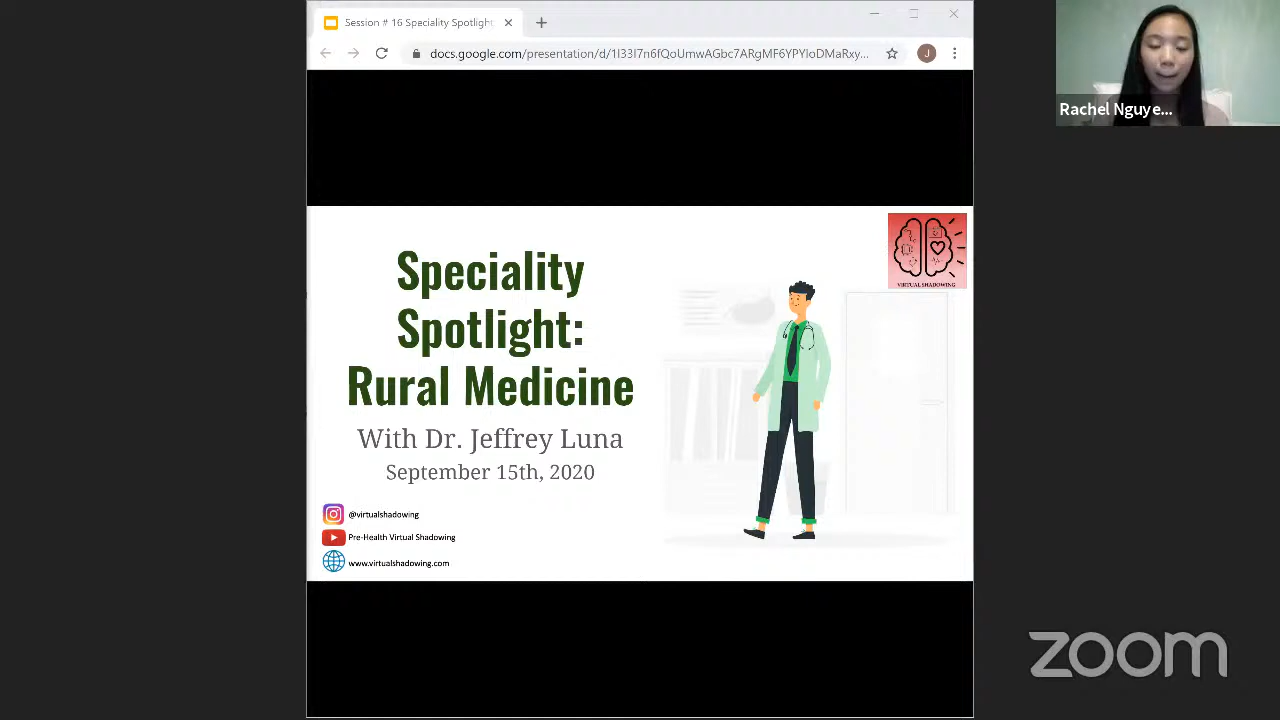 Session # 16 Speciality Spotlight
docs.google.com/presentation/d/1I33I7n6fQoUmwAGbc7ARgMF6YPYIoDMaRxy...
J
Rachel Nguye...
VIRTUAL SHADOWING
Speciality
Spotlight:
Rural Medicine
With Dr. Jeffrey Luna
September 15th, 2020
@virtualshadowing
Pre-Health Virtual Shadowing
www.virtualshadowing.com
zoom